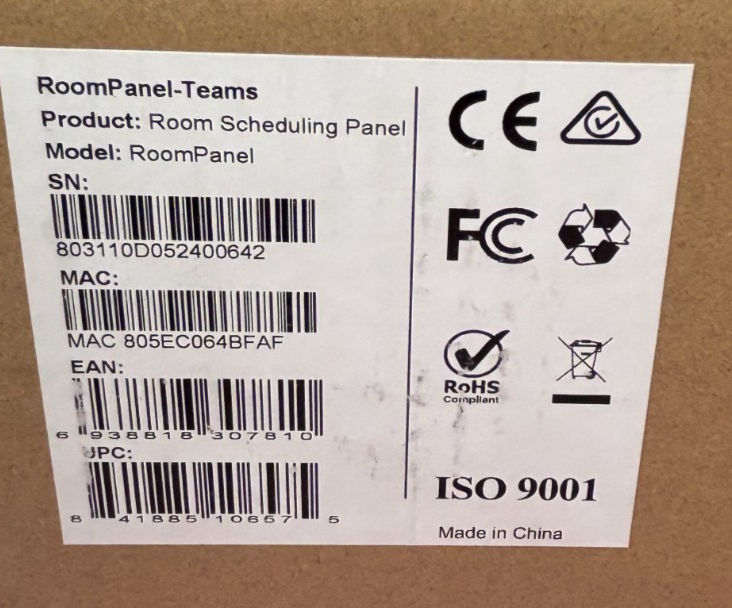 RoomPanel-Teams
Product: Room Scheduling Panel
Model: RoomPanel
SN:
803110D052400642
MAC:
MAC 805EC064BFAF
EAN:
6 938818 307810
UPC:
8 41885 10657 5
CE
FC
RoHS
Compliant
ISO 9001
Made in China